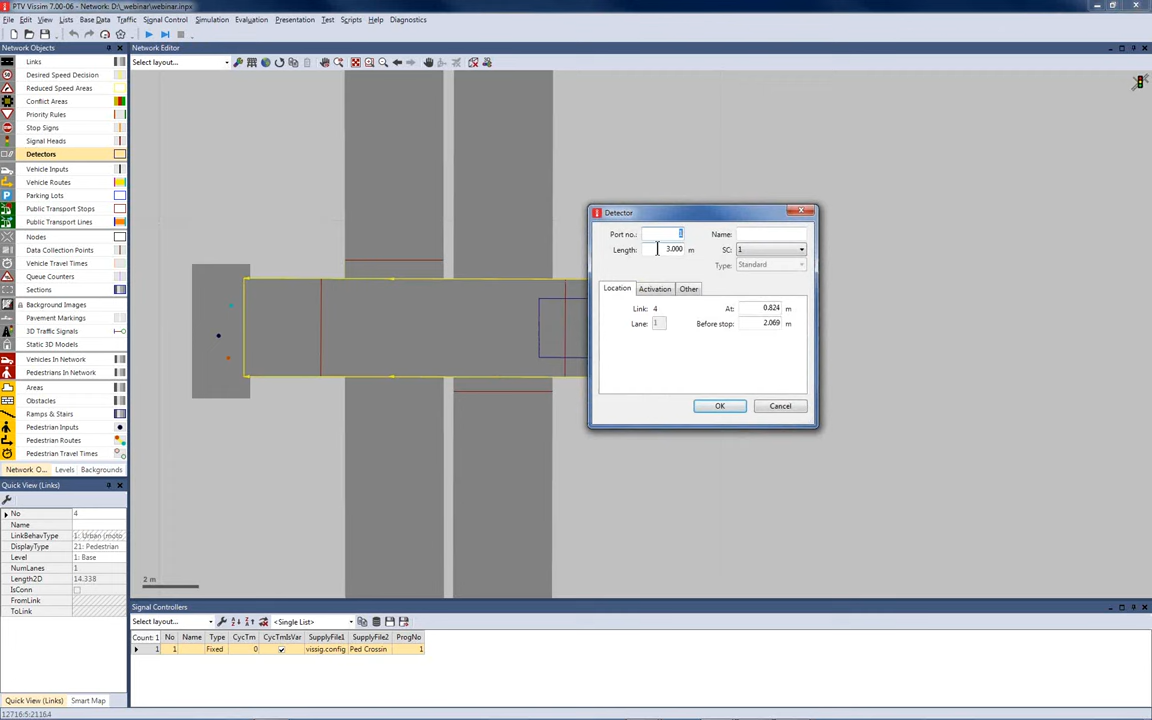 PTV Vissim 7.00-06 - Network: D:\_webinar\webinar.inpx
File Edit View Lists Base Data Traffic Signal Control Simulation Evaluation Presentation Test Scripts Help Diagnostics
Network Objects
Network Editor
Select layout...
Links
Desired Speed Decision
Reduced Speed Areas
Conflict Areas
Priority Rules
Stop Signs
Signal Heads
Detectors
Vehicle Inputs
Vehicle Routes
Parking Lots
Public Transport Stops
Public Transport Lines
Nodes
Data Collection Points
Vehicle Travel Times
Queue Counters
Sections
Background Images
Pavement Markings
3D Traffic Signals
Static 3D Models
Vehicles In Network
Pedestrians In Network
Areas
Obstacles
Ramps & Stairs
Pedestrian Inputs
Pedestrian Routes
Pedestrian Travel Times
Network O... Levels Backgrounds
Quick View (Links)
No 4
Name
LinkBehavType 1: Urban (moto
DisplayType 21: Pedestrian
Level 1: Base
NumLanes 1
Length2D 14.338
IsConn
FromLink
ToLink
Quick View (Links) Smart Map
12716:5:2116.4
Detector
Port no.: 1 Name:
Length: 3.000 m SC: 1
Type: Standard
Location Activation Other
Link: 4 At: 0.824 m
Lane: 1 Before stop: 2.069 m
OK Cancel
2 m
Signal Controllers
Select layout... <Single List>
Count: 1 No Name Type CycTm CycTmIsVar SupplyFile1 SupplyFile2 ProgNo
1 1 Fixed 0 vissig.config Ped Crossin 1